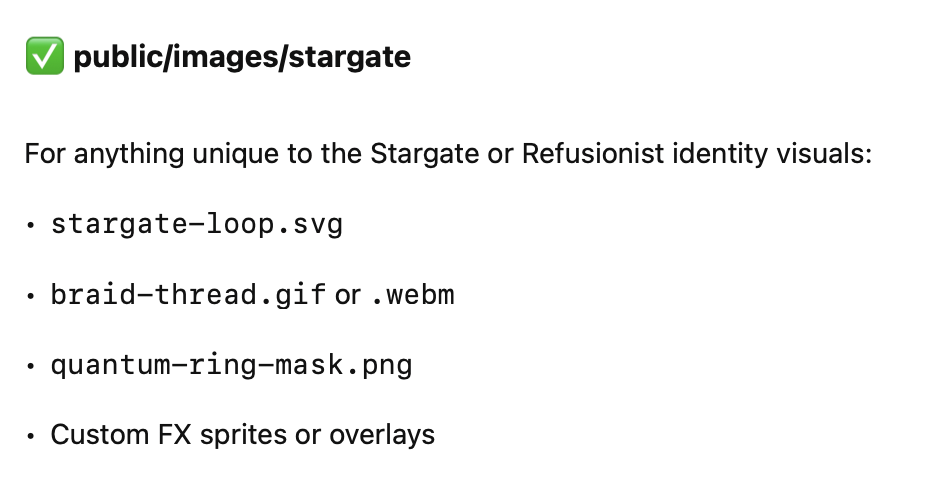 ✅ public/images/stargate
For anything unique to the Stargate or Refusionist identity visuals:
• stargate-loop.svg
• braid-thread.gif or .webm
• quantum-ring-mask.png
• Custom FX sprites or overlays